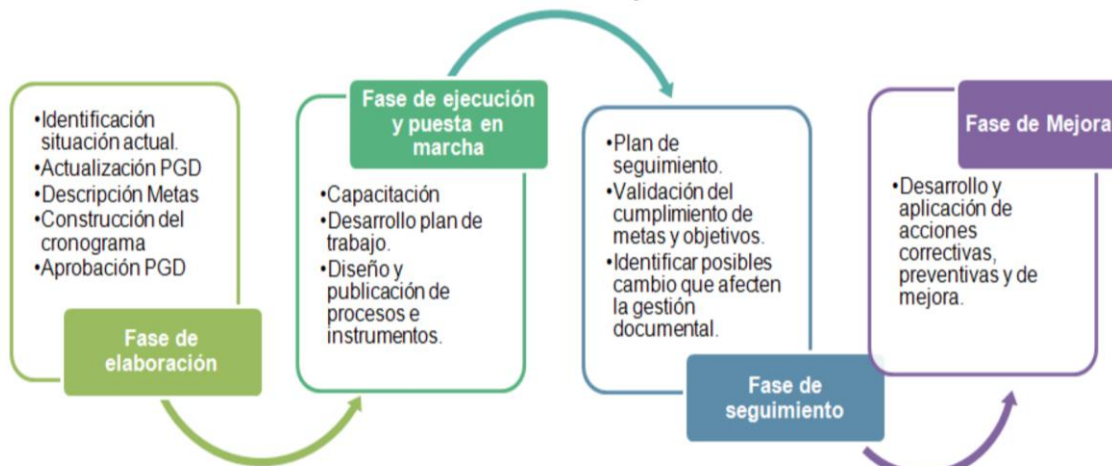 •Identificación
situación actual.
•Actualización PGD
•Descripción Metas
•Construcción del
cronograma
•Aprobación PGD
Fase de
elaboración
Fase de ejecución
y puesta en
marcha
•Capacitación
•Desarrollo plan de
trabajo.
•Diseño y
publicación de
procesos e
instrumentos.
•Plan de
seguimiento.
•Validación del
cumplimiento de
metas y objetivos.
•Identificar posibles
cambio que afecten
la gestión
documental.
Fase de
seguimiento
Fase de Mejora
•Desarrollo y
aplicación de
acciones
correctivas,
preventivas y de
mejora.